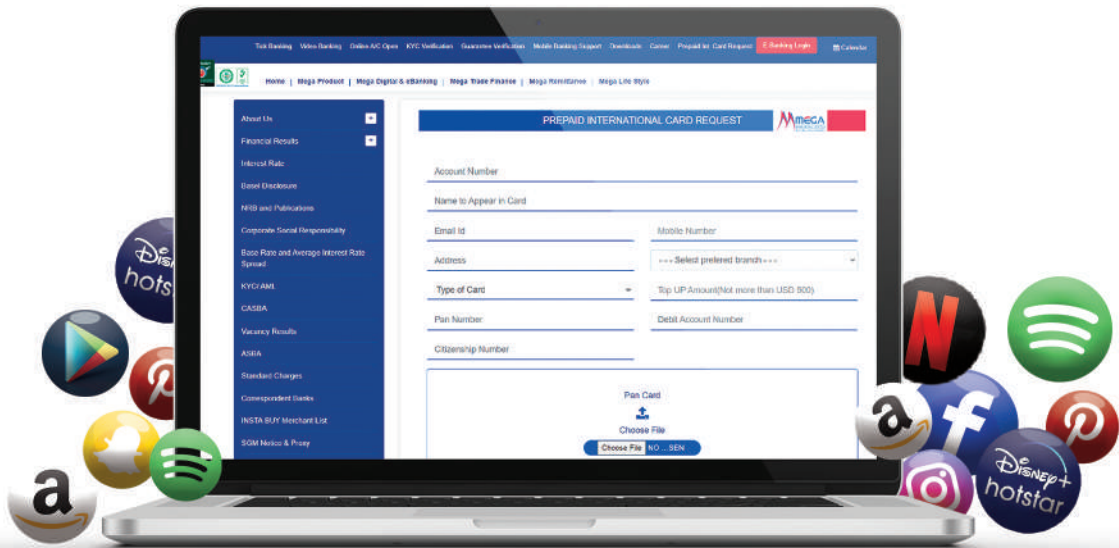 Tick Banking Video Banking Online A/C Open KYC Verification Guarantee Verification Mobile Banking Support Downloads Career Prepaid Int. Card Request E-Banking Login Calendar
Home | Mega Product | Mega Digital & eBanking | Mega Trade Finance | Mega Remittance | Mega Life Style
About Us
Financial Results
Interest Rate
Basel Disclosure
NRB and Publications
Corporate Social Responsibility
Base Rate and Average Interest Rate
Spread
KYC/ AML
CASBA
Vacancy Results
ASBA
Standard Charges
Correspondent Banks
INSTA BUY Merchant List
SGM Notice & Proxy
PREPAID INTERNATIONAL CARD REQUEST
MEGA
Account Number
Name to Appear in Card
Email Id
Mobile Number
Address
===Select prefered branch===
Type of Card
Top UP Amount(Not more than USD 500)
Pan Number
Debit Account Number
Citizenship Number
Pan Card
Choose File
Choose File NO ... SEN
hots
a
N
a
f
DISNEY+
hotstar